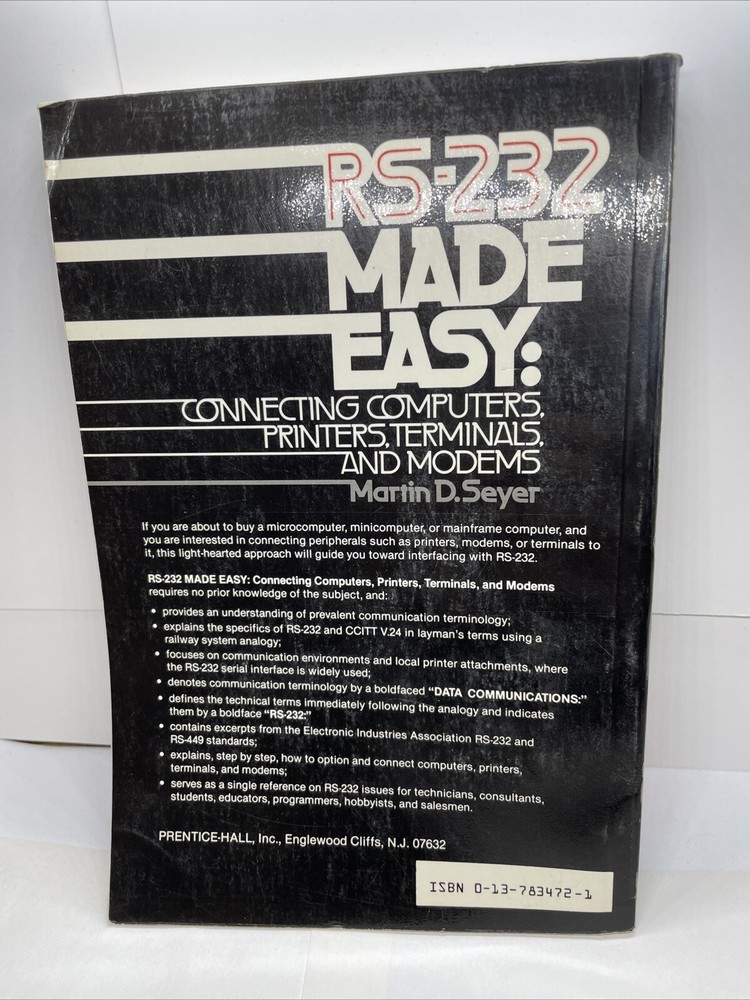 RS-232
MADE
EASY:
CONNECTING COMPUTERS,
PRINTERS, TERMINALS,
AND MODEMS
Martin D. Seyer
If you are about to buy a microcomputer, minicomputer, or mainframe computer, and
you are interested in connecting peripherals such as printers, modems, or terminals to
it, this light-hearted approach will guide you toward interfacing with RS-232.
RS-232 MADE EASY: Connecting Computers, Printers, Terminals, and Modems
requires no prior knowledge of the subject, and:
• provides an understanding of prevalent communication terminology;
• explains the specifics of RS-232 and CCITT V.24 in layman's terms using a
railway system analogy;
• focuses on communication environments and local printer attachments, where
the RS-232 serial interface is widely used;
• denotes communication terminology by a boldfaced "DATA COMMUNICATIONS:"
• defines the technical terms immediately following the analogy and indicates
them by a boldface "RS-232:"
• contains excerpts from the Electronic Industries Association RS-232 and
RS-449 standards;
• explains, step by step, how to option and connect computers, printers,
terminals, and modems;
• serves as a single reference on RS-232 issues for technicians, consultants,
students, educators, programmers, hobbyists, and salesmen.
PRENTICE-HALL, Inc., Englewood Cliffs, N.J. 07632
ISBN 0-13-783472-1